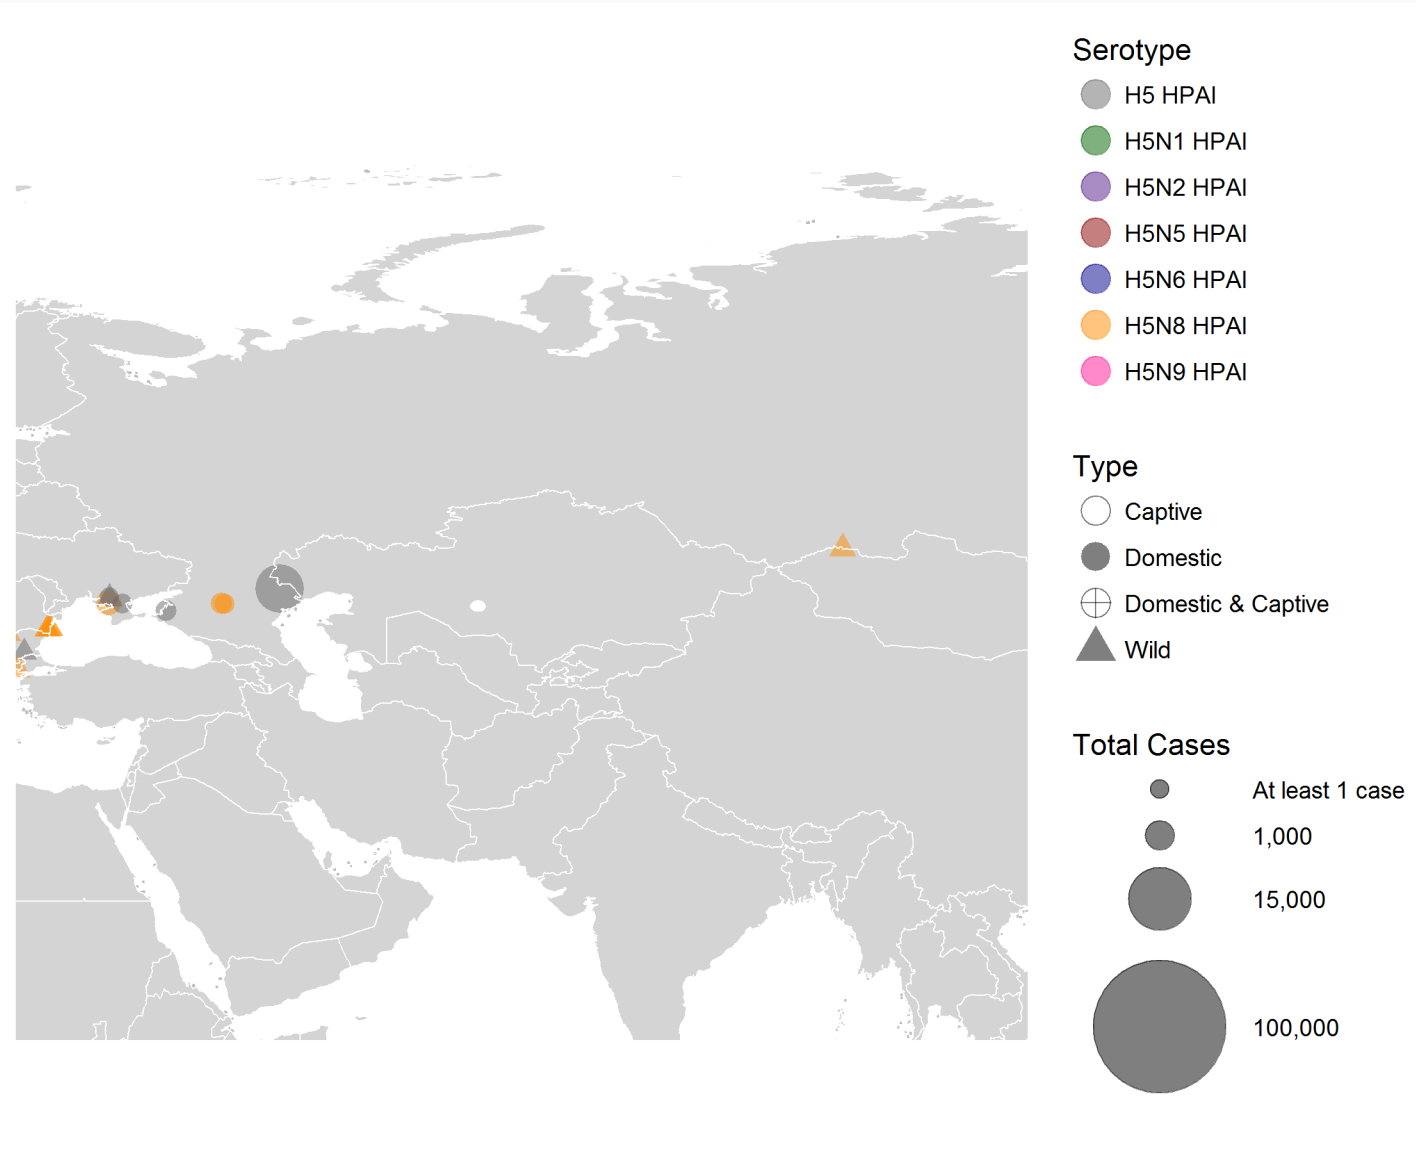 Serotype
H5 HPAI
H5N1 HPAI
H5N2 HPAI
H5N5 HPAI
H5N6 HPAI
H5N8 HPAI
H5N9 HPAI
Type
Captive
Domestic
Domestic & Captive
Wild
Total Cases
At least 1 case
1,000
15,000
100,000